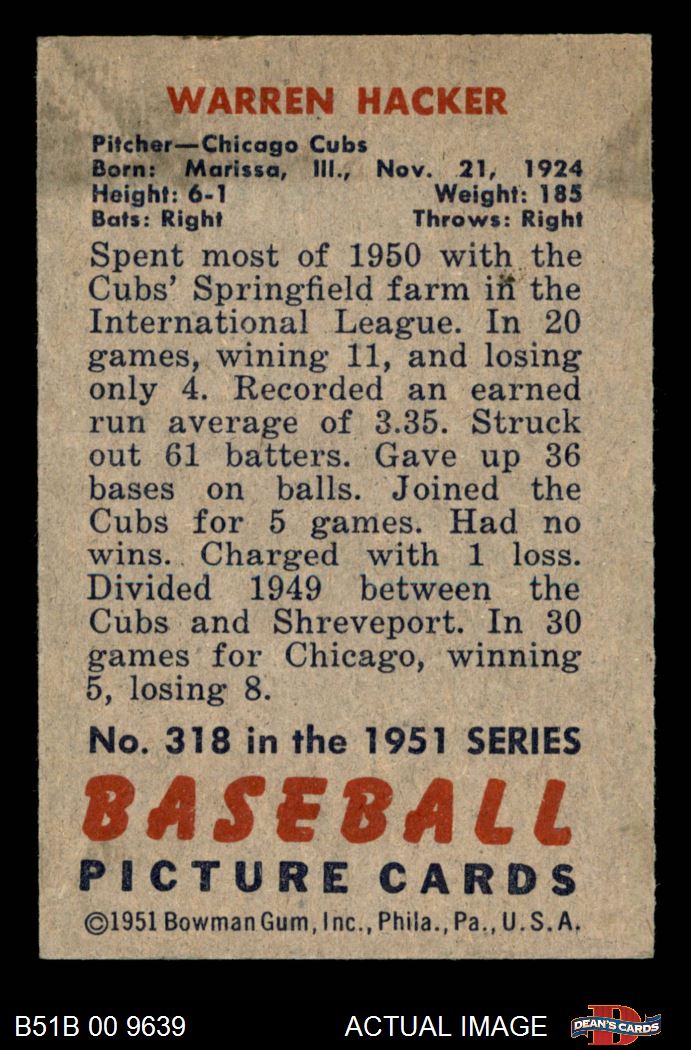 WARREN HACKER
Pitcher—Chicago Cubs
Born: Marissa, Ill., Nov. 21, 1924
Height: 6-1 Weight: 185
Bats: Right Throws: Right
Spent most of 1950 with the
Cubs' Springfield farm in the
International League. In 20
games, wining 11, and losing
only 4. Recorded an earned
run average of 3.35. Struck
out 61 batters. Gave up 36
bases on balls. Joined the
Cubs for 5 games. Had no
wins. Charged with 1 loss.
Divided 1949 between the
Cubs and Shreveport. In 30
games for Chicago, winning
5, losing 8.
No. 318 in the 1951 SERIES
BASEBALL
PICTURE CARDS
©1951 Bowman Gum, Inc., Phila., Pa., U.S.A.
B51B 00 9639 ACTUAL IMAGE D DEAN'S CARDS